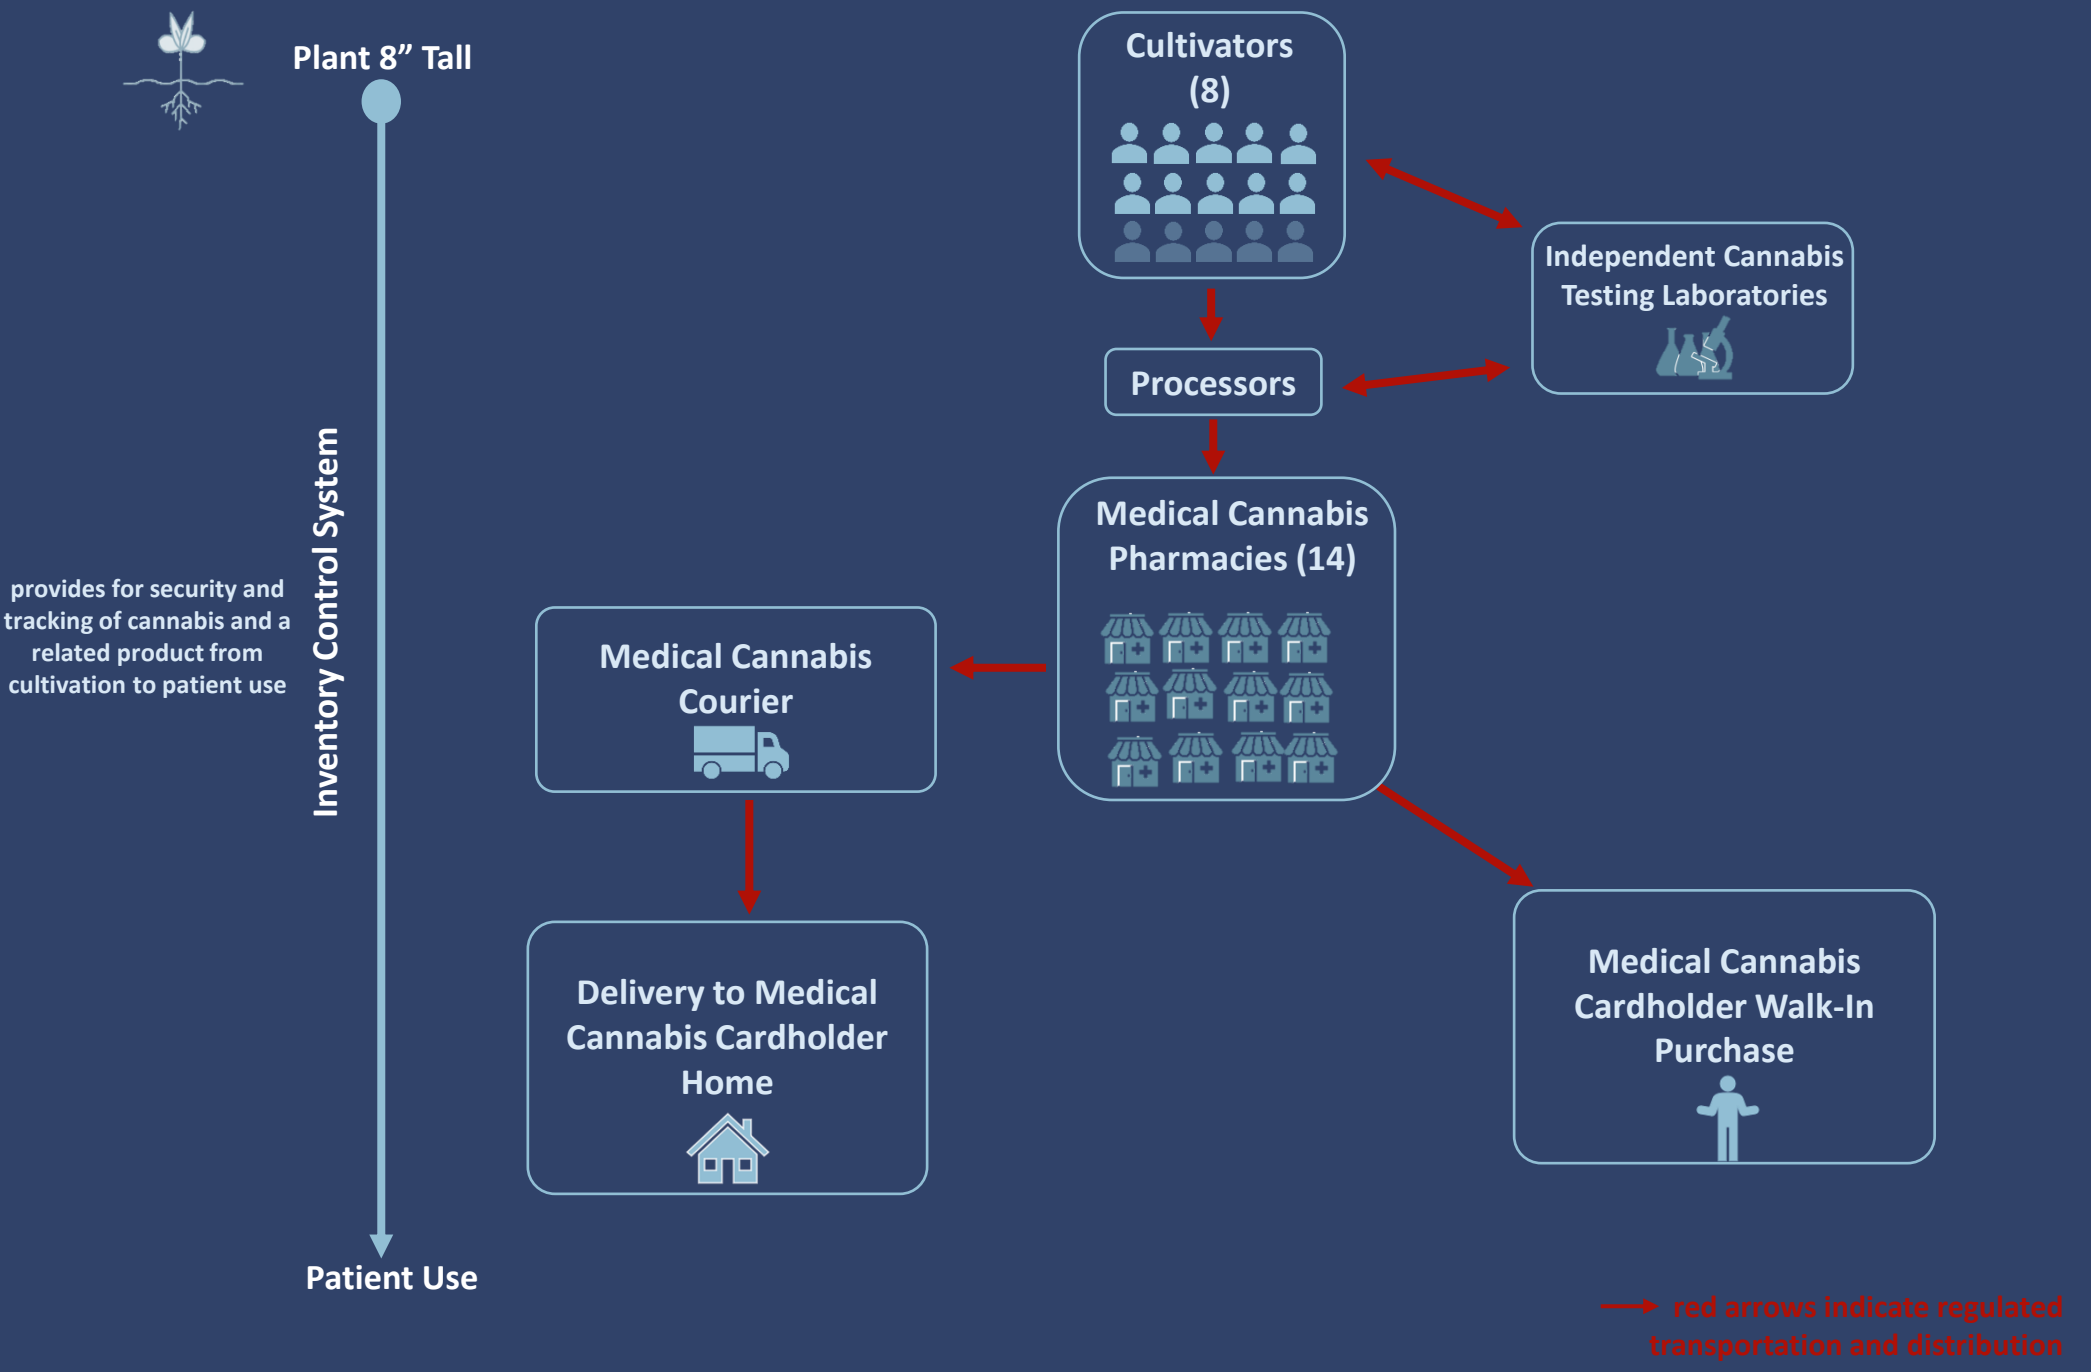 Plant 8” Tall
Inventory Control System
provides for security and
tracking of cannabis and a
related product from
cultivation to patient use
Patient Use
Cultivators
(8)
Independent Cannabis
Testing Laboratories
Processors
Medical Cannabis
Pharmacies (14)
Medical Cannabis
Courier
Delivery to Medical
Cannabis Cardholder
Home
Medical Cannabis
Cardholder Walk-In
Purchase
red arrows indicate regulated
transportation and distribution